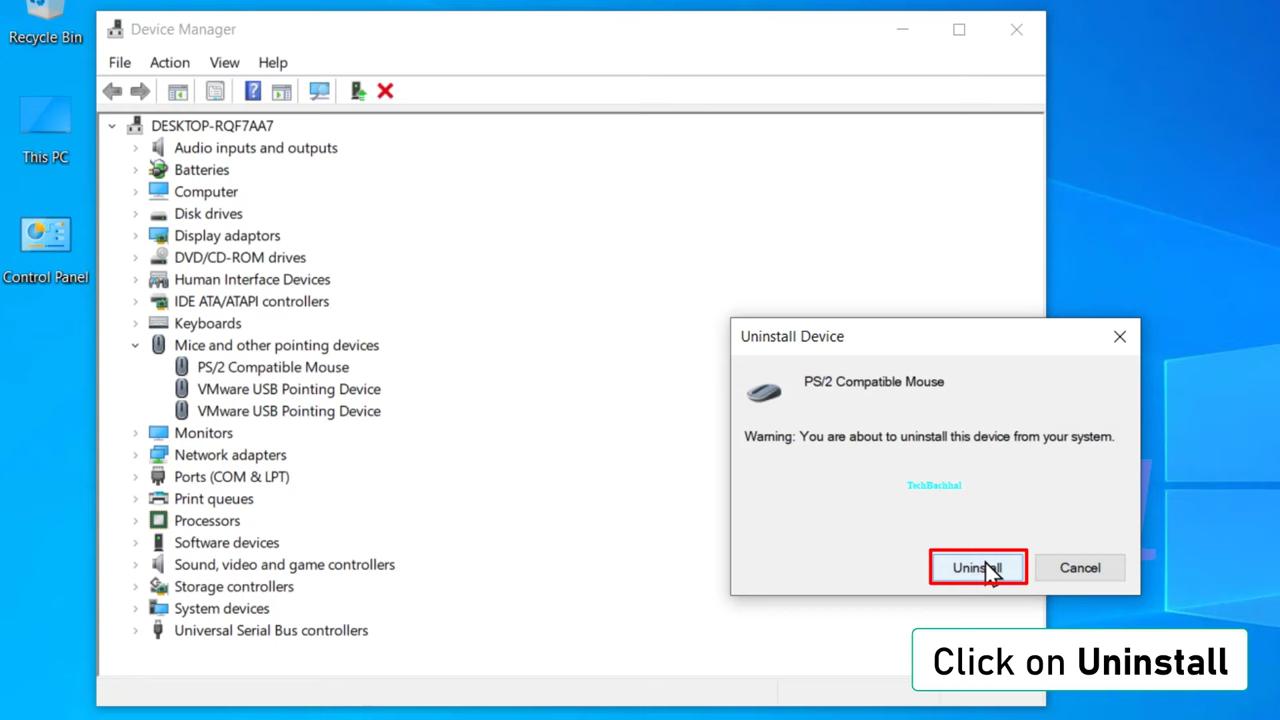 Recycle Bin
This PC
Control Panel
Device Manager
File Action View Help
DESKTOP-RQF7AA7
Audio inputs and outputs
Batteries
Computer
Disk drives
Display adaptors
DVD/CD-ROM drives
Human Interface Devices
IDE ATA/ATAPI controllers
Keyboards
Mice and other pointing devices
PS/2 Compatible Mouse
VMware USB Pointing Device
VMware USB Pointing Device
Monitors
Network adapters
Ports (COM & LPT)
Print queues
Processors
Software devices
Sound, video and game controllers
Storage controllers
System devices
Universal Serial Bus controllers
Uninstall Device
PS/2 Compatible Mouse
Warning: You are about to uninstall this device from your system.
TechBachhal
Uninstall Cancel
Click on Uninstall